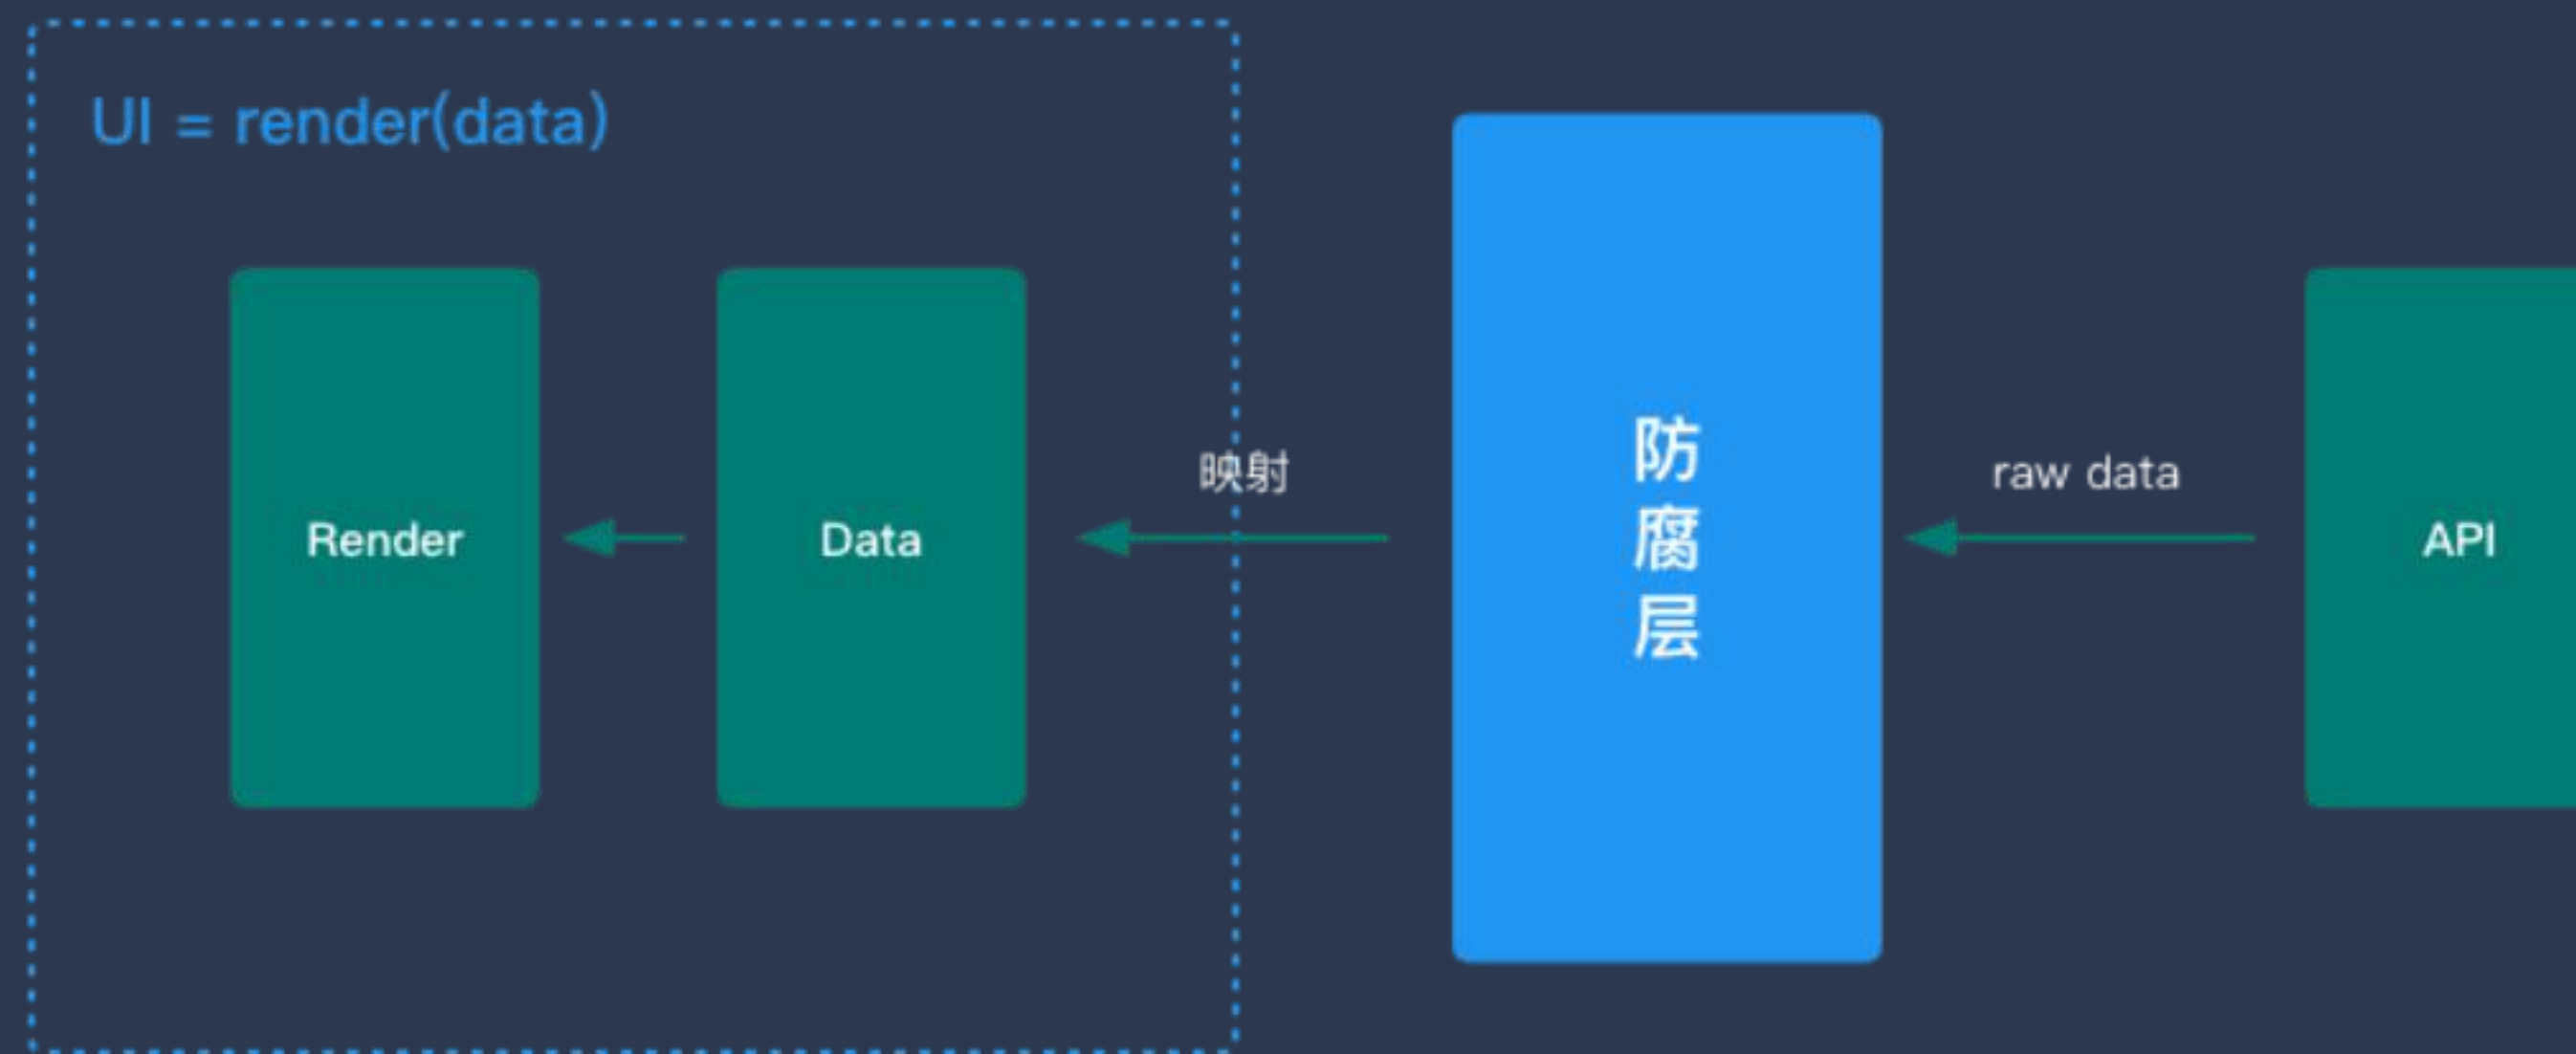 UI = render(data)
映射
raw data
Render
Data
防
腐
层
API